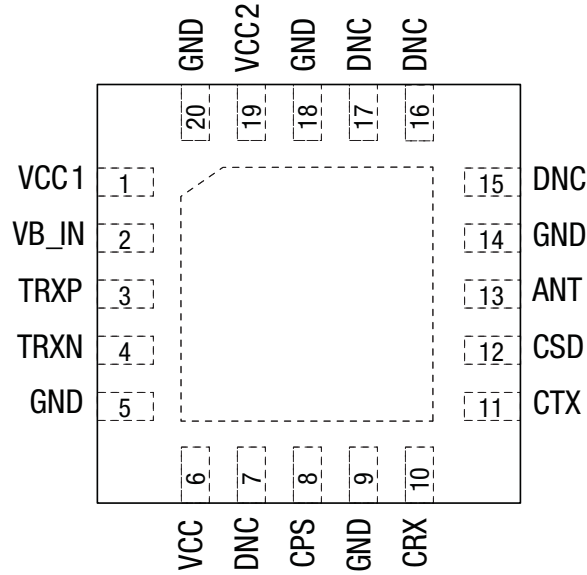 GND VCC2 GND DNC DNC
20 19 18 17 16
VCC1 1 15 DNC
VB_IN 2 14 GND
TRXP 3 13 ANT
TRXN 4 12 CSD
GND 5 11 CTX
6 7 8 9 10
VCC DNC CPS GND CRX